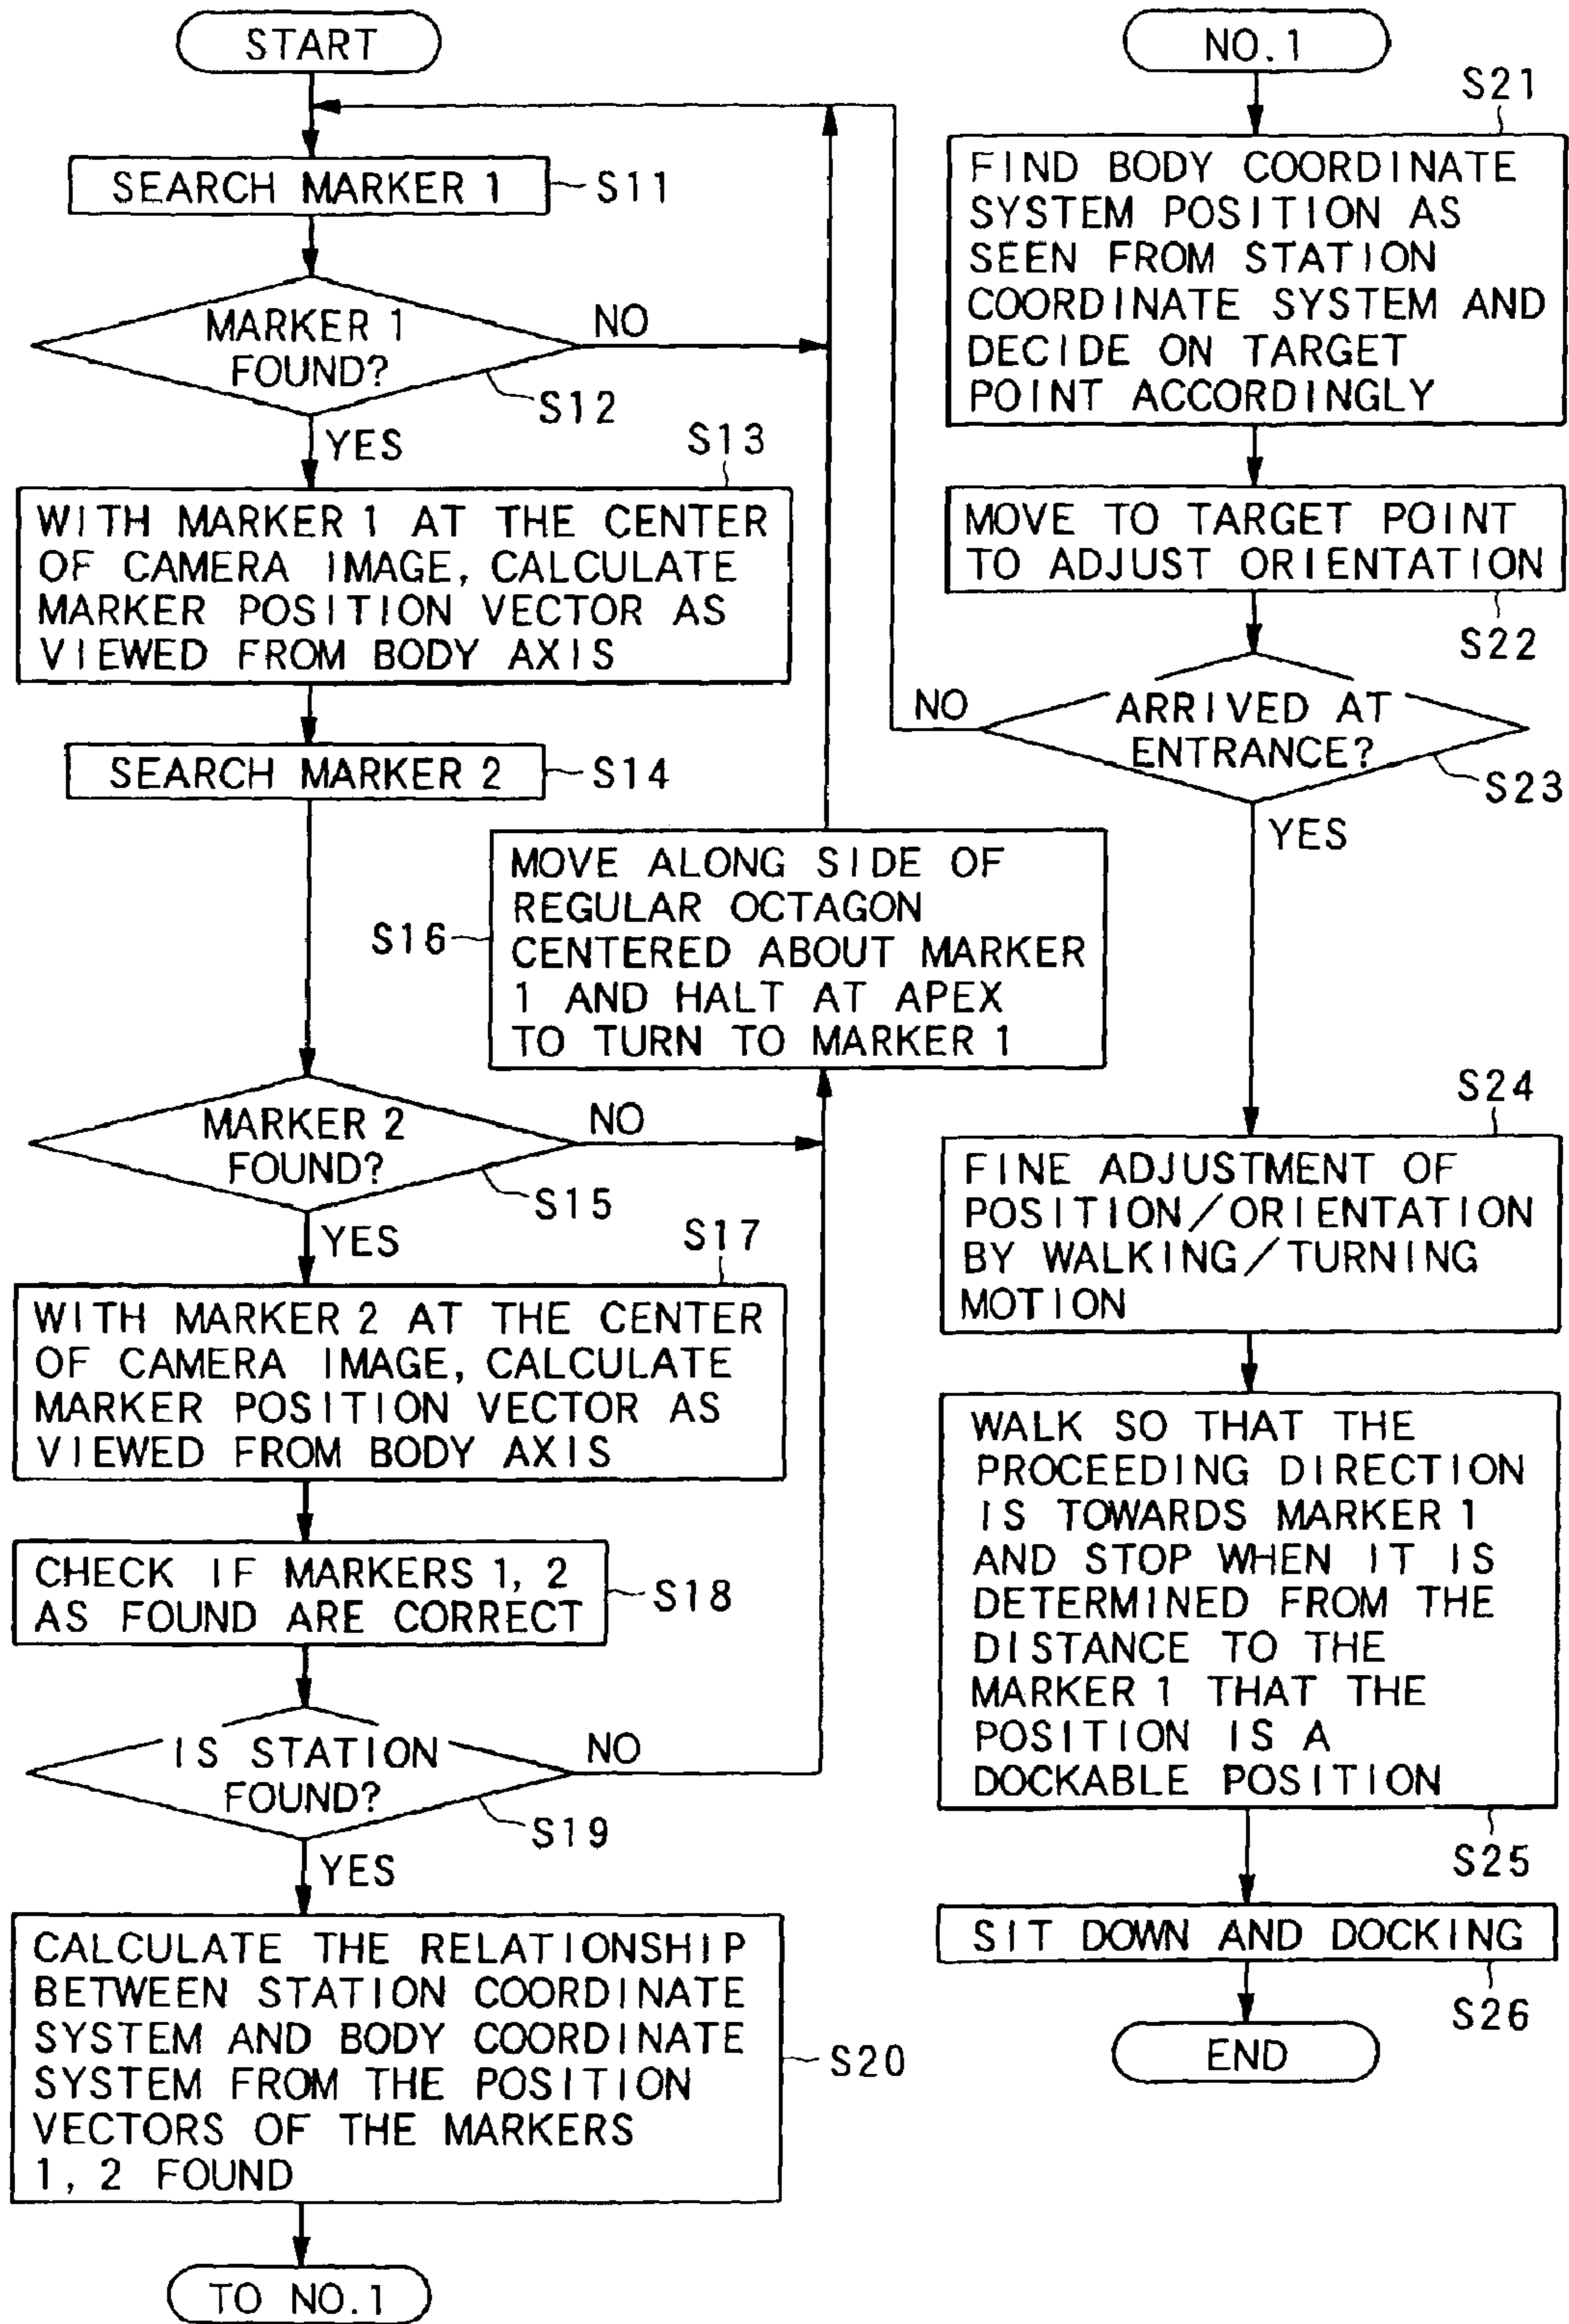 START
SEARCH MARKER 1
S11
MARKER 1
FOUND?
NO
S12
YES
S13
WITH MARKER 1 AT THE CENTER
OF CAMERA IMAGE, CALCULATE
MARKER POSITION VECTOR AS
VIEWED FROM BODY AXIS
SEARCH MARKER 2
S14
MARKER 2
FOUND?
NO
S15
YES
S16
MOVE ALONG SIDE OF
REGULAR OCTAGON
CENTERED ABOUT MARKER
1 AND HALT AT APEX
TO TURN TO MARKER 1
S17
WITH MARKER 2 AT THE CENTER
OF CAMERA IMAGE, CALCULATE
MARKER POSITION VECTOR AS
VIEWED FROM BODY AXIS
CHECK IF MARKERS 1, 2
AS FOUND ARE CORRECT
S18
IS STATION
FOUND?
NO
S19
YES
CALCULATE THE RELATIONSHIP
BETWEEN STATION COORDINATE
SYSTEM AND BODY COORDINATE
SYSTEM FROM THE POSITION
VECTORS OF THE MARKERS
1, 2 FOUND
S20
TO NO.1
NO.1
S21
FIND BODY COORDINATE
SYSTEM POSITION AS
SEEN FROM STATION
COORDINATE SYSTEM AND
DECIDE ON TARGET
POINT ACCORDINGLY
MOVE TO TARGET POINT
TO ADJUST ORIENTATION
S22
NO
ARRIVED AT
ENTRANCE?
S23
YES
S24
FINE ADJUSTMENT OF
POSITION/ORIENTATION
BY WALKING/TURNING
MOTION
WALK SO THAT THE
PROCEEDING DIRECTION
IS TOWARDS MARKER 1
AND STOP WHEN IT IS
DETERMINED FROM THE
DISTANCE TO THE
MARKER 1 THAT THE
POSITION IS A
DOCKABLE POSITION
S25
SIT DOWN AND DOCKING
S26
END